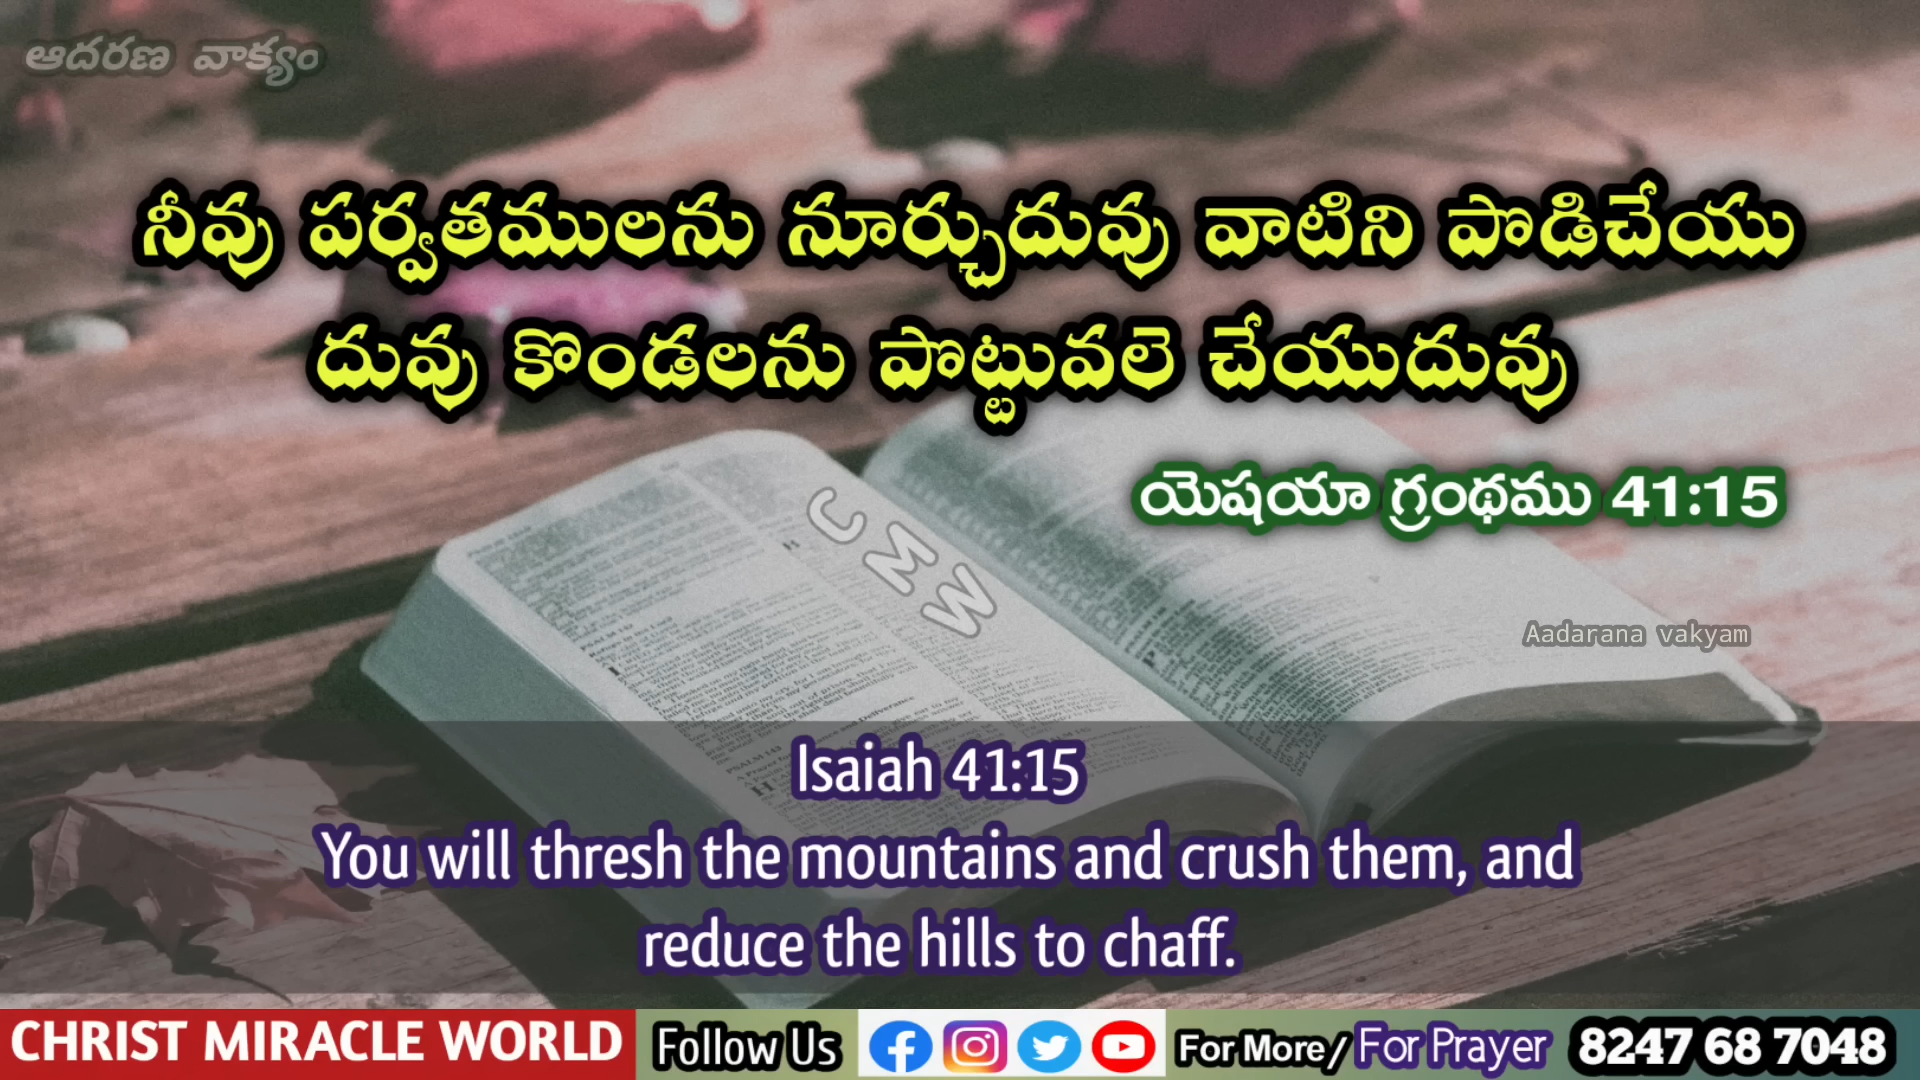 ఆదరణ వాక్యం
నీవు పర్వతములను నూర్చుదువు వాటిని పొడిచేయు
దువు కొండలను పొట్టువలె చేయుదువు
యెషయా గ్రంథము 41:15
C M W
Aadarana vakyam
Isaiah 41:15
You will thresh the mountains and crush them, and
reduce the hills to chaff.
CHRIST MIRACLE WORLD Follow Us For More/ For Prayer 8247 68 7048